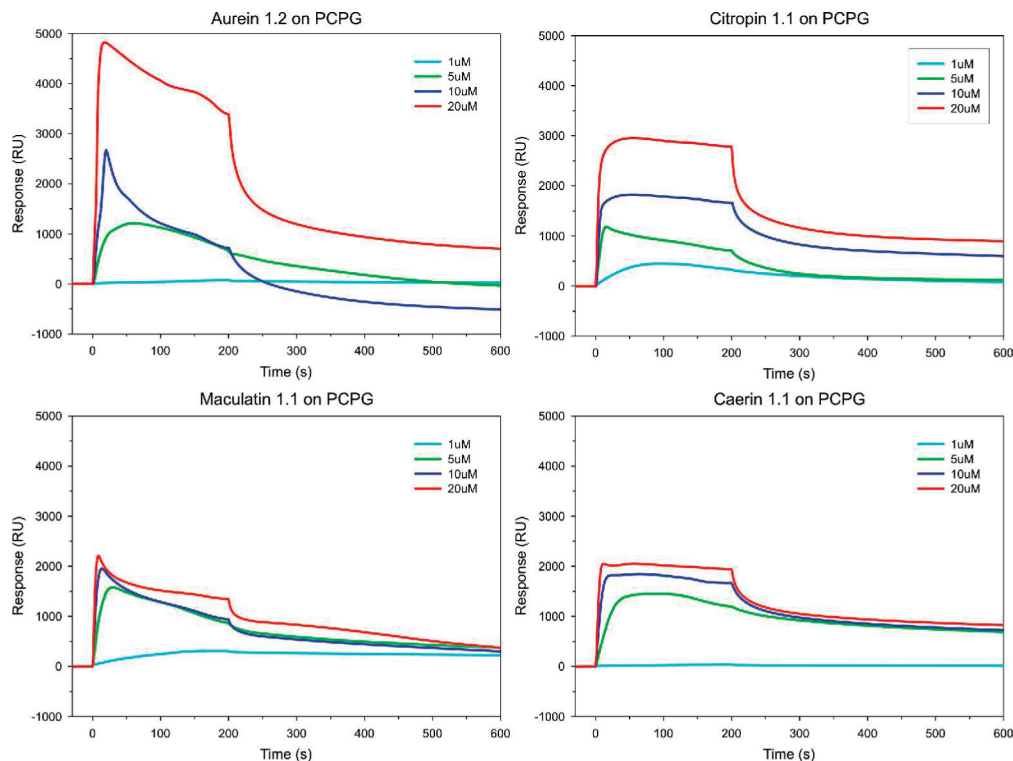 Aurein 1.2 on PCPG
5000
4000
3000
2000
1000
0
-1000
Response (RU)
1uM
5uM
10uM
20uM
0
100
200
300
400
500
600
Time (s)
Citropin 1.1 on PCPG
5000
4000
3000
2000
1000
0
-1000
Response (RU)
1uM
5uM
10uM
20uM
0
100
200
300
400
500
600
Time (s)
Maculatin 1.1 on PCPG
5000
4000
3000
2000
1000
0
-1000
Response (RU)
1uM
5uM
10uM
20uM
0
100
200
300
400
500
600
Time (s)
Caerin 1.1 on PCPG
5000
4000
3000
2000
1000
0
-1000
Response (RU)
1uM
5uM
10uM
20uM
0
100
200
300
400
500
600
Time (s)